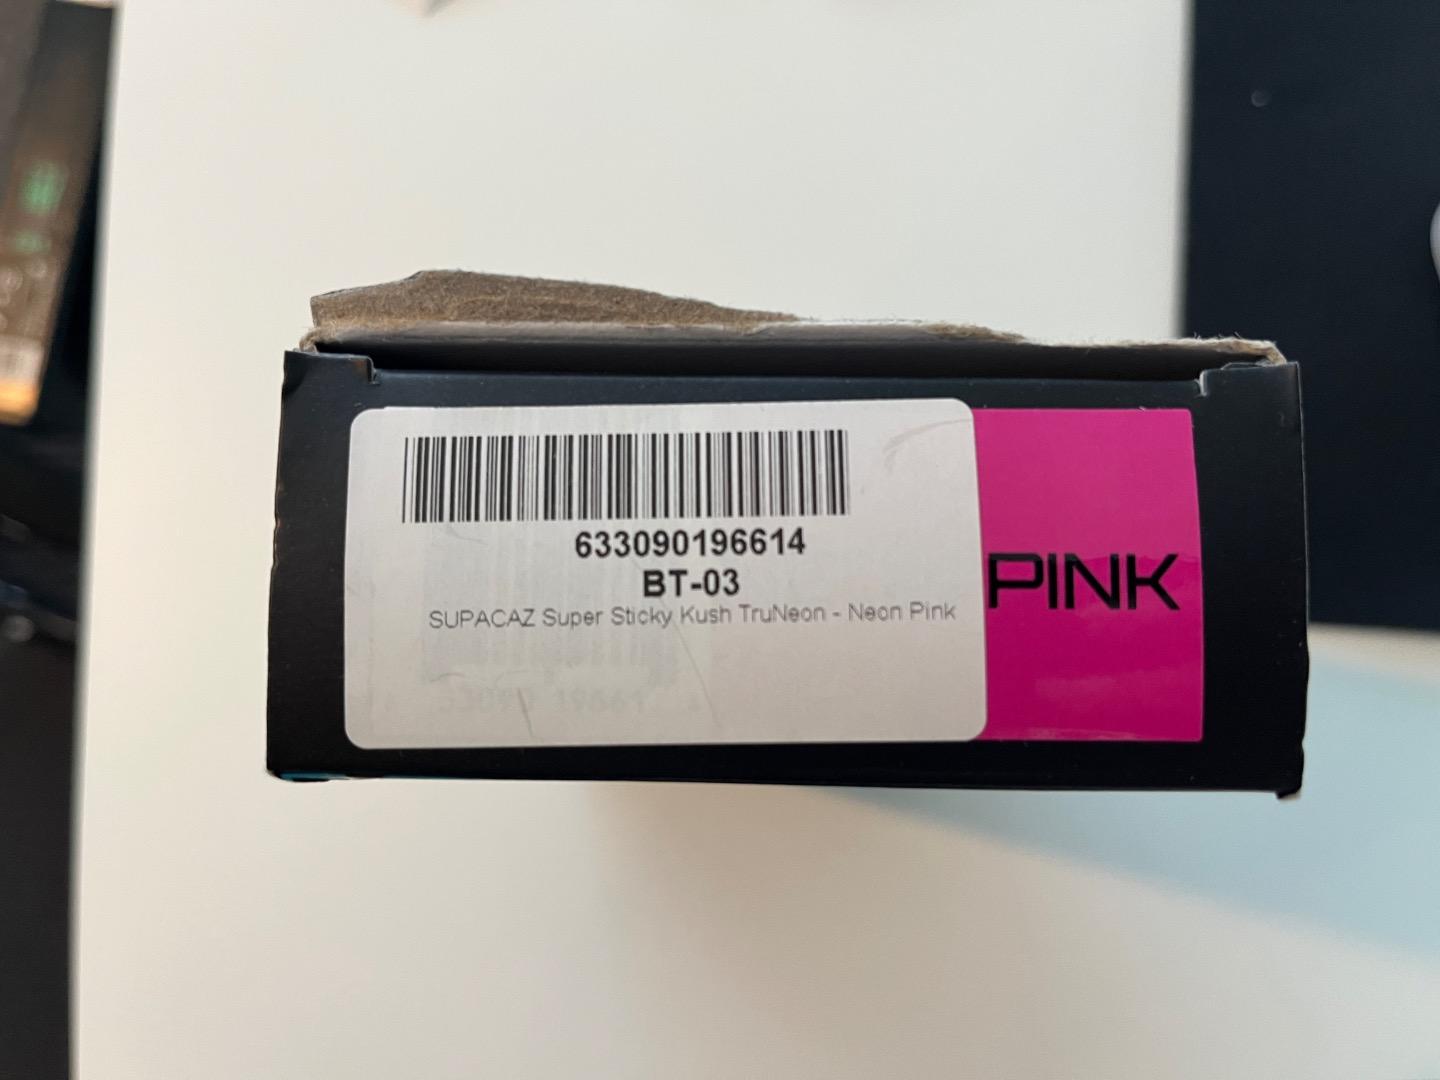 633090196614
BT-03
SUPACAZ Super Sticky Kush TruNeon - Neon Pink
PINK